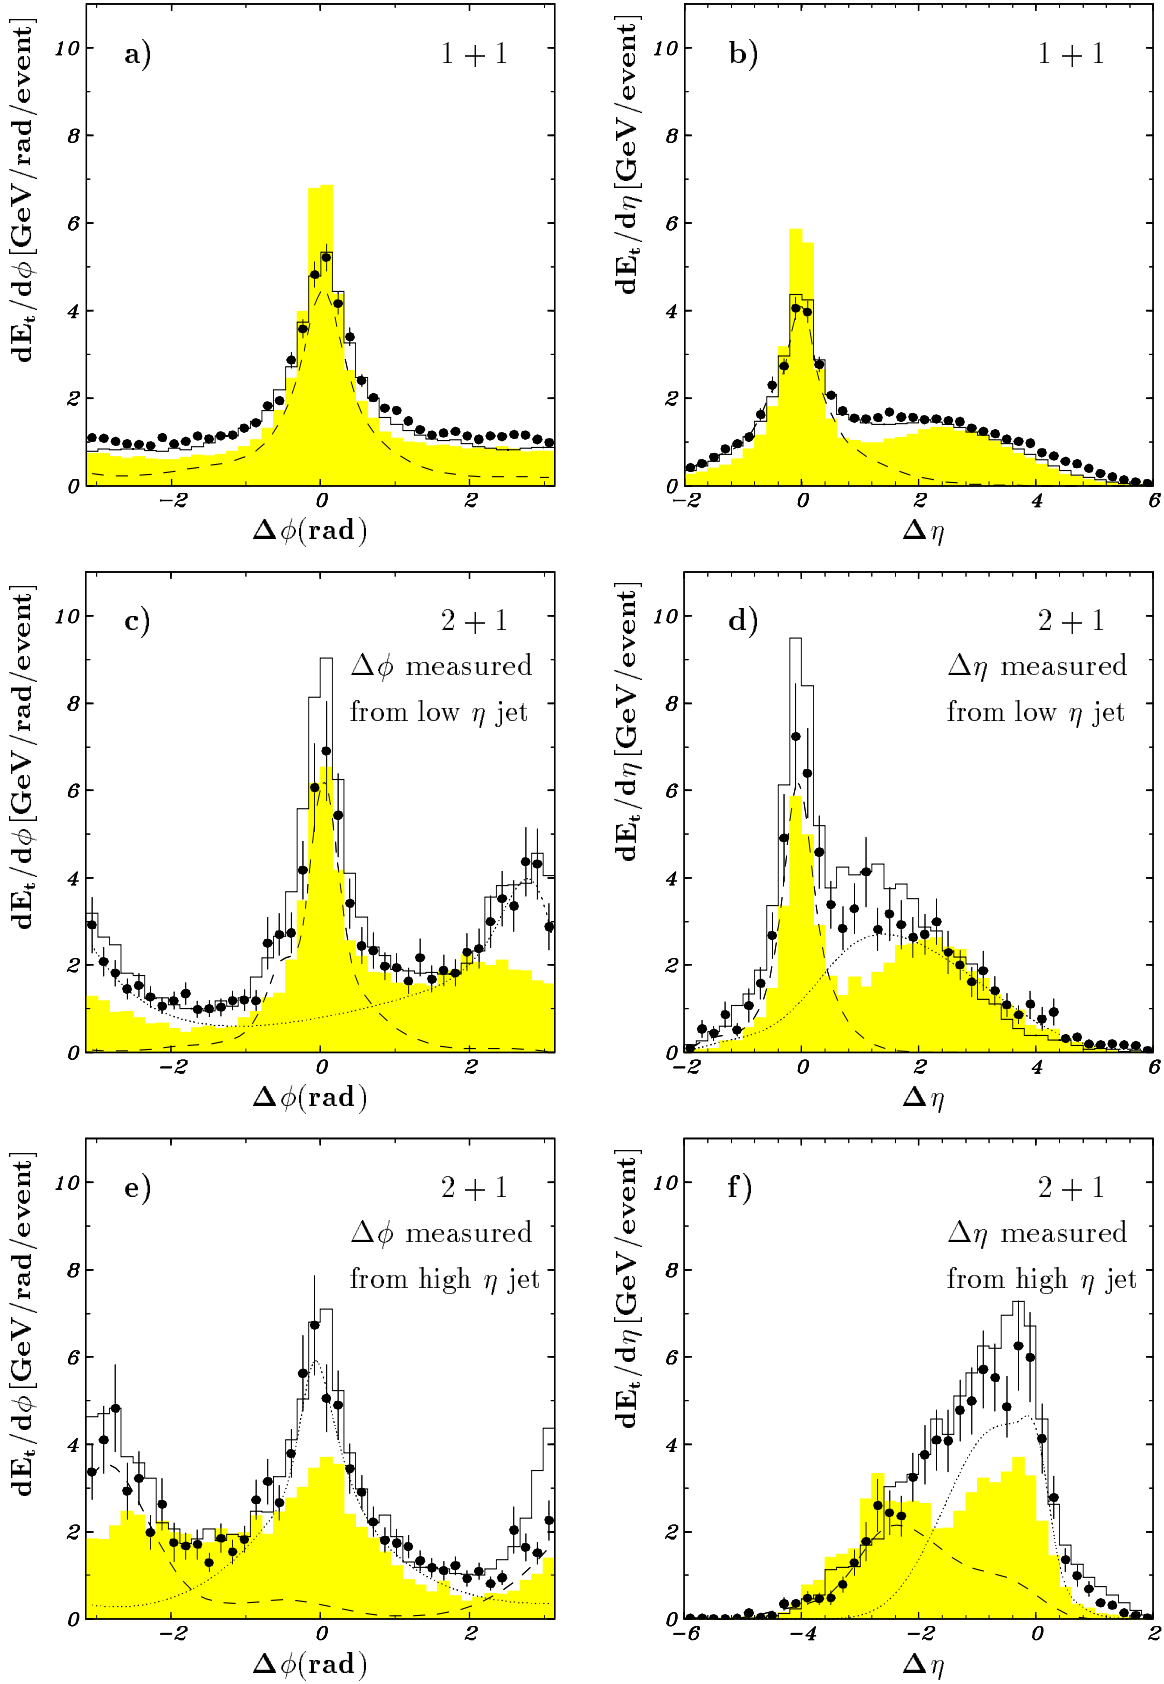 a)
1 + 1
dE_t/dϕ[GeV/rad/event]
10
8
6
4
2
0
−2
0
2
Δϕ(rad)
b)
1 + 1
dE_t/dη[GeV/event]
10
8
6
4
2
0
−2
0
2
4
6
Δη
c)
2 + 1
Δϕ measured
from low η jet
dE_t/dϕ[GeV/rad/event]
10
8
6
4
2
0
−2
0
2
Δϕ(rad)
d)
2 + 1
Δη measured
from low η jet
dE_t/dη[GeV/event]
10
8
6
4
2
0
−2
0
2
4
6
Δη
e)
2 + 1
Δϕ measured
from high η jet
dE_t/dϕ[GeV/rad/event]
10
8
6
4
2
0
−2
0
2
Δϕ(rad)
f)
2 + 1
Δη measured
from high η jet
dE_t/dη[GeV/event]
10
8
6
4
2
0
−6
−4
−2
0
2
Δη